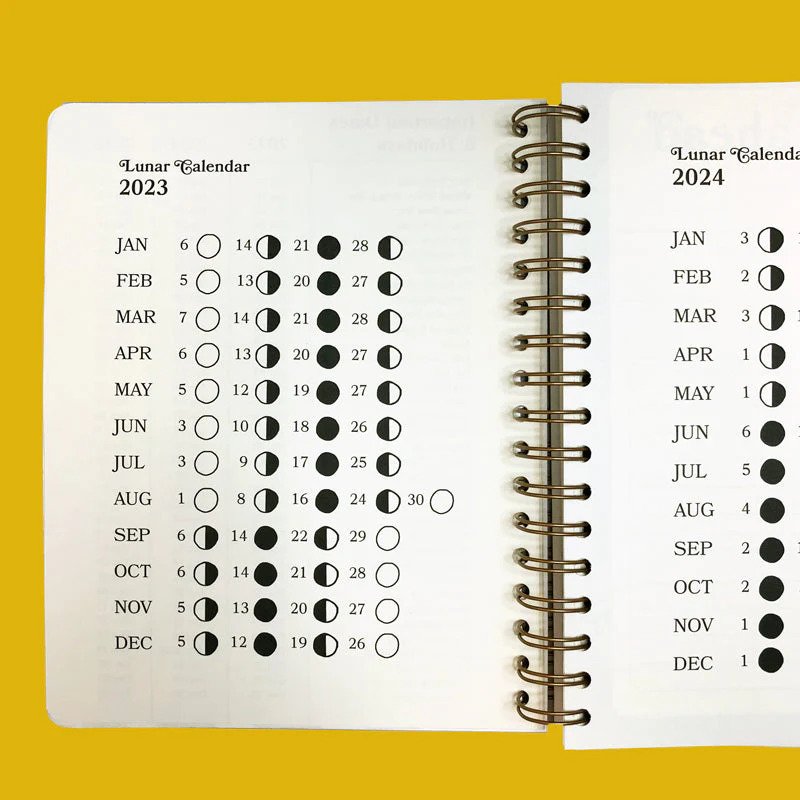 Lunar Calendar
2023
JAN 6 14 21 28
FEB 5 13 20 27
MAR 7 14 21 28
APR 6 13 20 27
MAY 5 12 19 27
JUN 3 10 18 26
JUL 3 9 17 25
AUG 1 8 16 24 30
SEP 6 14 22 29
OCT 6 14 21 28
NOV 5 13 20 27
DEC 5 12 19 26
Lunar Calenda
2024
JAN 3
FEB 2
MAR 3
APR 1
MAY 1
JUN 6
JUL 5
AUG 4
SEP 2
OCT 2
NOV 1
DEC 1